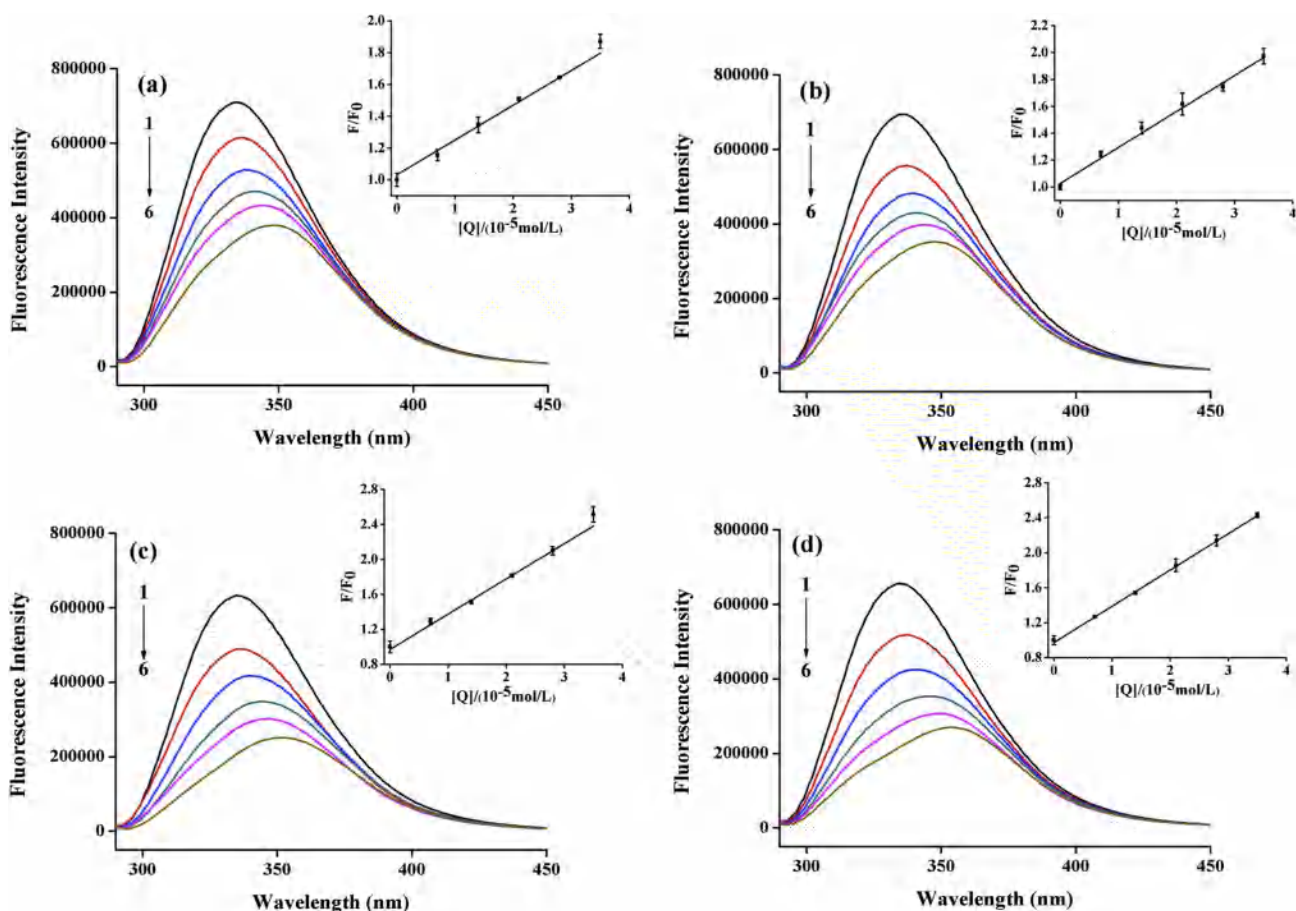 (a)
1
6
800000
600000
400000
200000
0
Fluorescence Intensity
300 350 400 450
Wavelength (nm)
2.0
1.8
1.6
1.4
1.2
1.0
F/F0
0 1 2 3 4
[Q]/(10-5mol/L)
(b)
1
6
800000
600000
400000
200000
0
Fluorescence Intensity
300 350 400 450
Wavelength (nm)
2.2
2.0
1.8
1.6
1.4
1.2
1.0
F/F0
0 1 2 3 4
[Q]/(10-5mol/L)
(c)
1
6
800000
600000
400000
200000
0
Fluorescence Intensity
300 350 400 450
Wavelength (nm)
2.8
2.4
2.0
1.6
1.2
0.8
F/F0
0 1 2 3 4
[Q]/(10-5mol/L)
(d)
1
6
800000
600000
400000
200000
0
Fluorescence Intensity
300 350 400 450
Wavelength (nm)
2.8
2.4
2.0
1.6
1.2
0.8
F/F0
0 1 2 3 4
[Q]/(10-5mol/L)